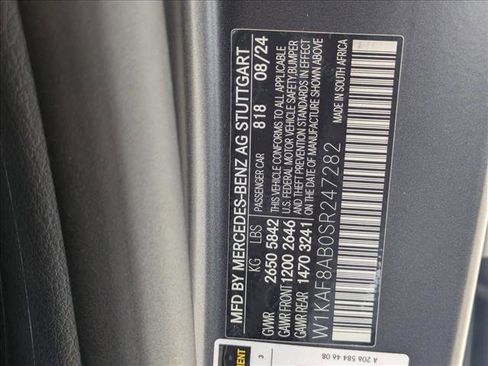 MFD BY MERCEDES-BENZ AG STUTTGART
PASSENGER CAR 818 08/24
KG LBS
GWR 2650 5842
GAWR FRONT 1200 2646
GAWR REAR 1470 3241
THIS VEHICLE CONFORMS TO ALL APPLICABLE
U.S. FEDERAL MOTOR VEHICLE SAFETY, BUMPER
AND THEFT PREVENTION STANDARDS IN EFFECT
ON THE DATE OF MANUFACTURE SHOWN ABOVE
W1KAF8AB0SR247282
MADE IN SOUTH AFRICA
A 206 584 46 08
3